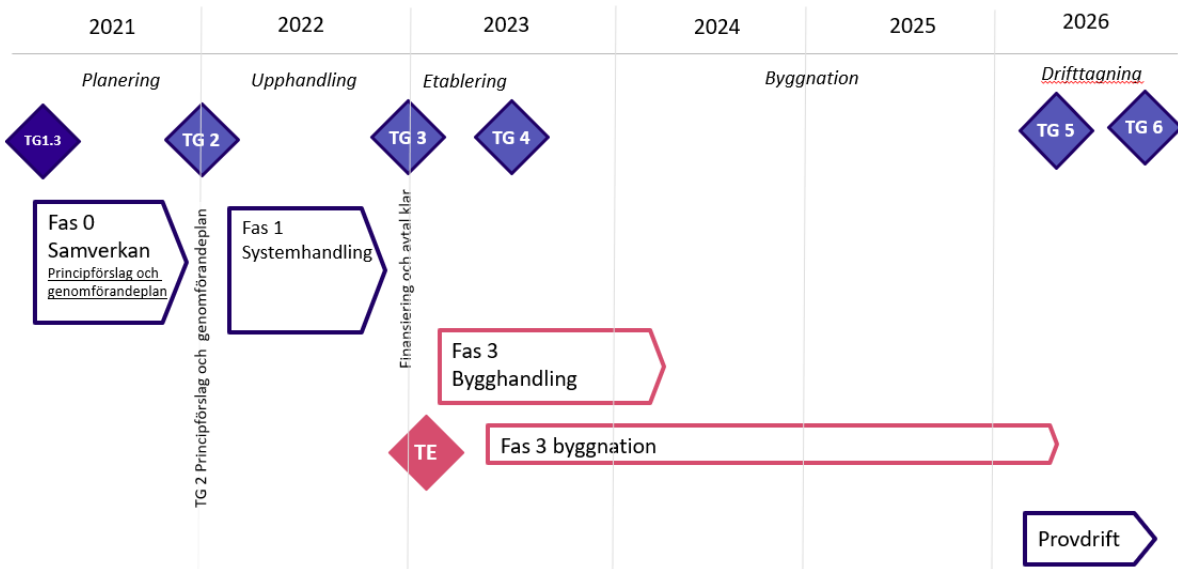 2021
2022
2023
2024
2025
2026
Planering
Upphandling
Etablering
Byggnation
Drifttagning
TG1.3
TG 2
TG 3
TG 4
TG 5
TG 6
Fas 0
Samverkan
Principförslag och
genomförandeplan
TG 2 Principförslag och genomförandeplan
Fas 1
Systemhandling
Finansiering och avtal klar
Fas 3
Bygghandling
TE
Fas 3 byggnation
Provdrift